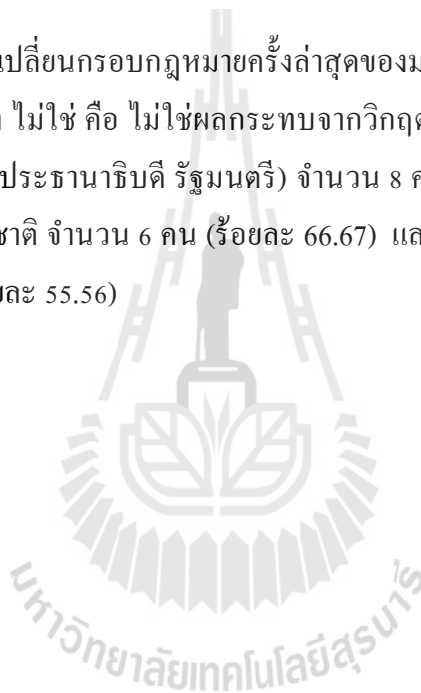 เปลี่ยนกรอบกฎหมายครั้งล่าสุดของม
ไม่ใช่ คือ ไม่ใช่ผลกระทบจากวิกฤต
ประธานาธิบดี รัฐมนตรี) จำนวน 8 ค
ชาติ จำนวน 6 คน (ร้อยละ 66.67) แล
ละ 55.56)
มหาวิทยาลัยเทคโนโลยีสุรนารี